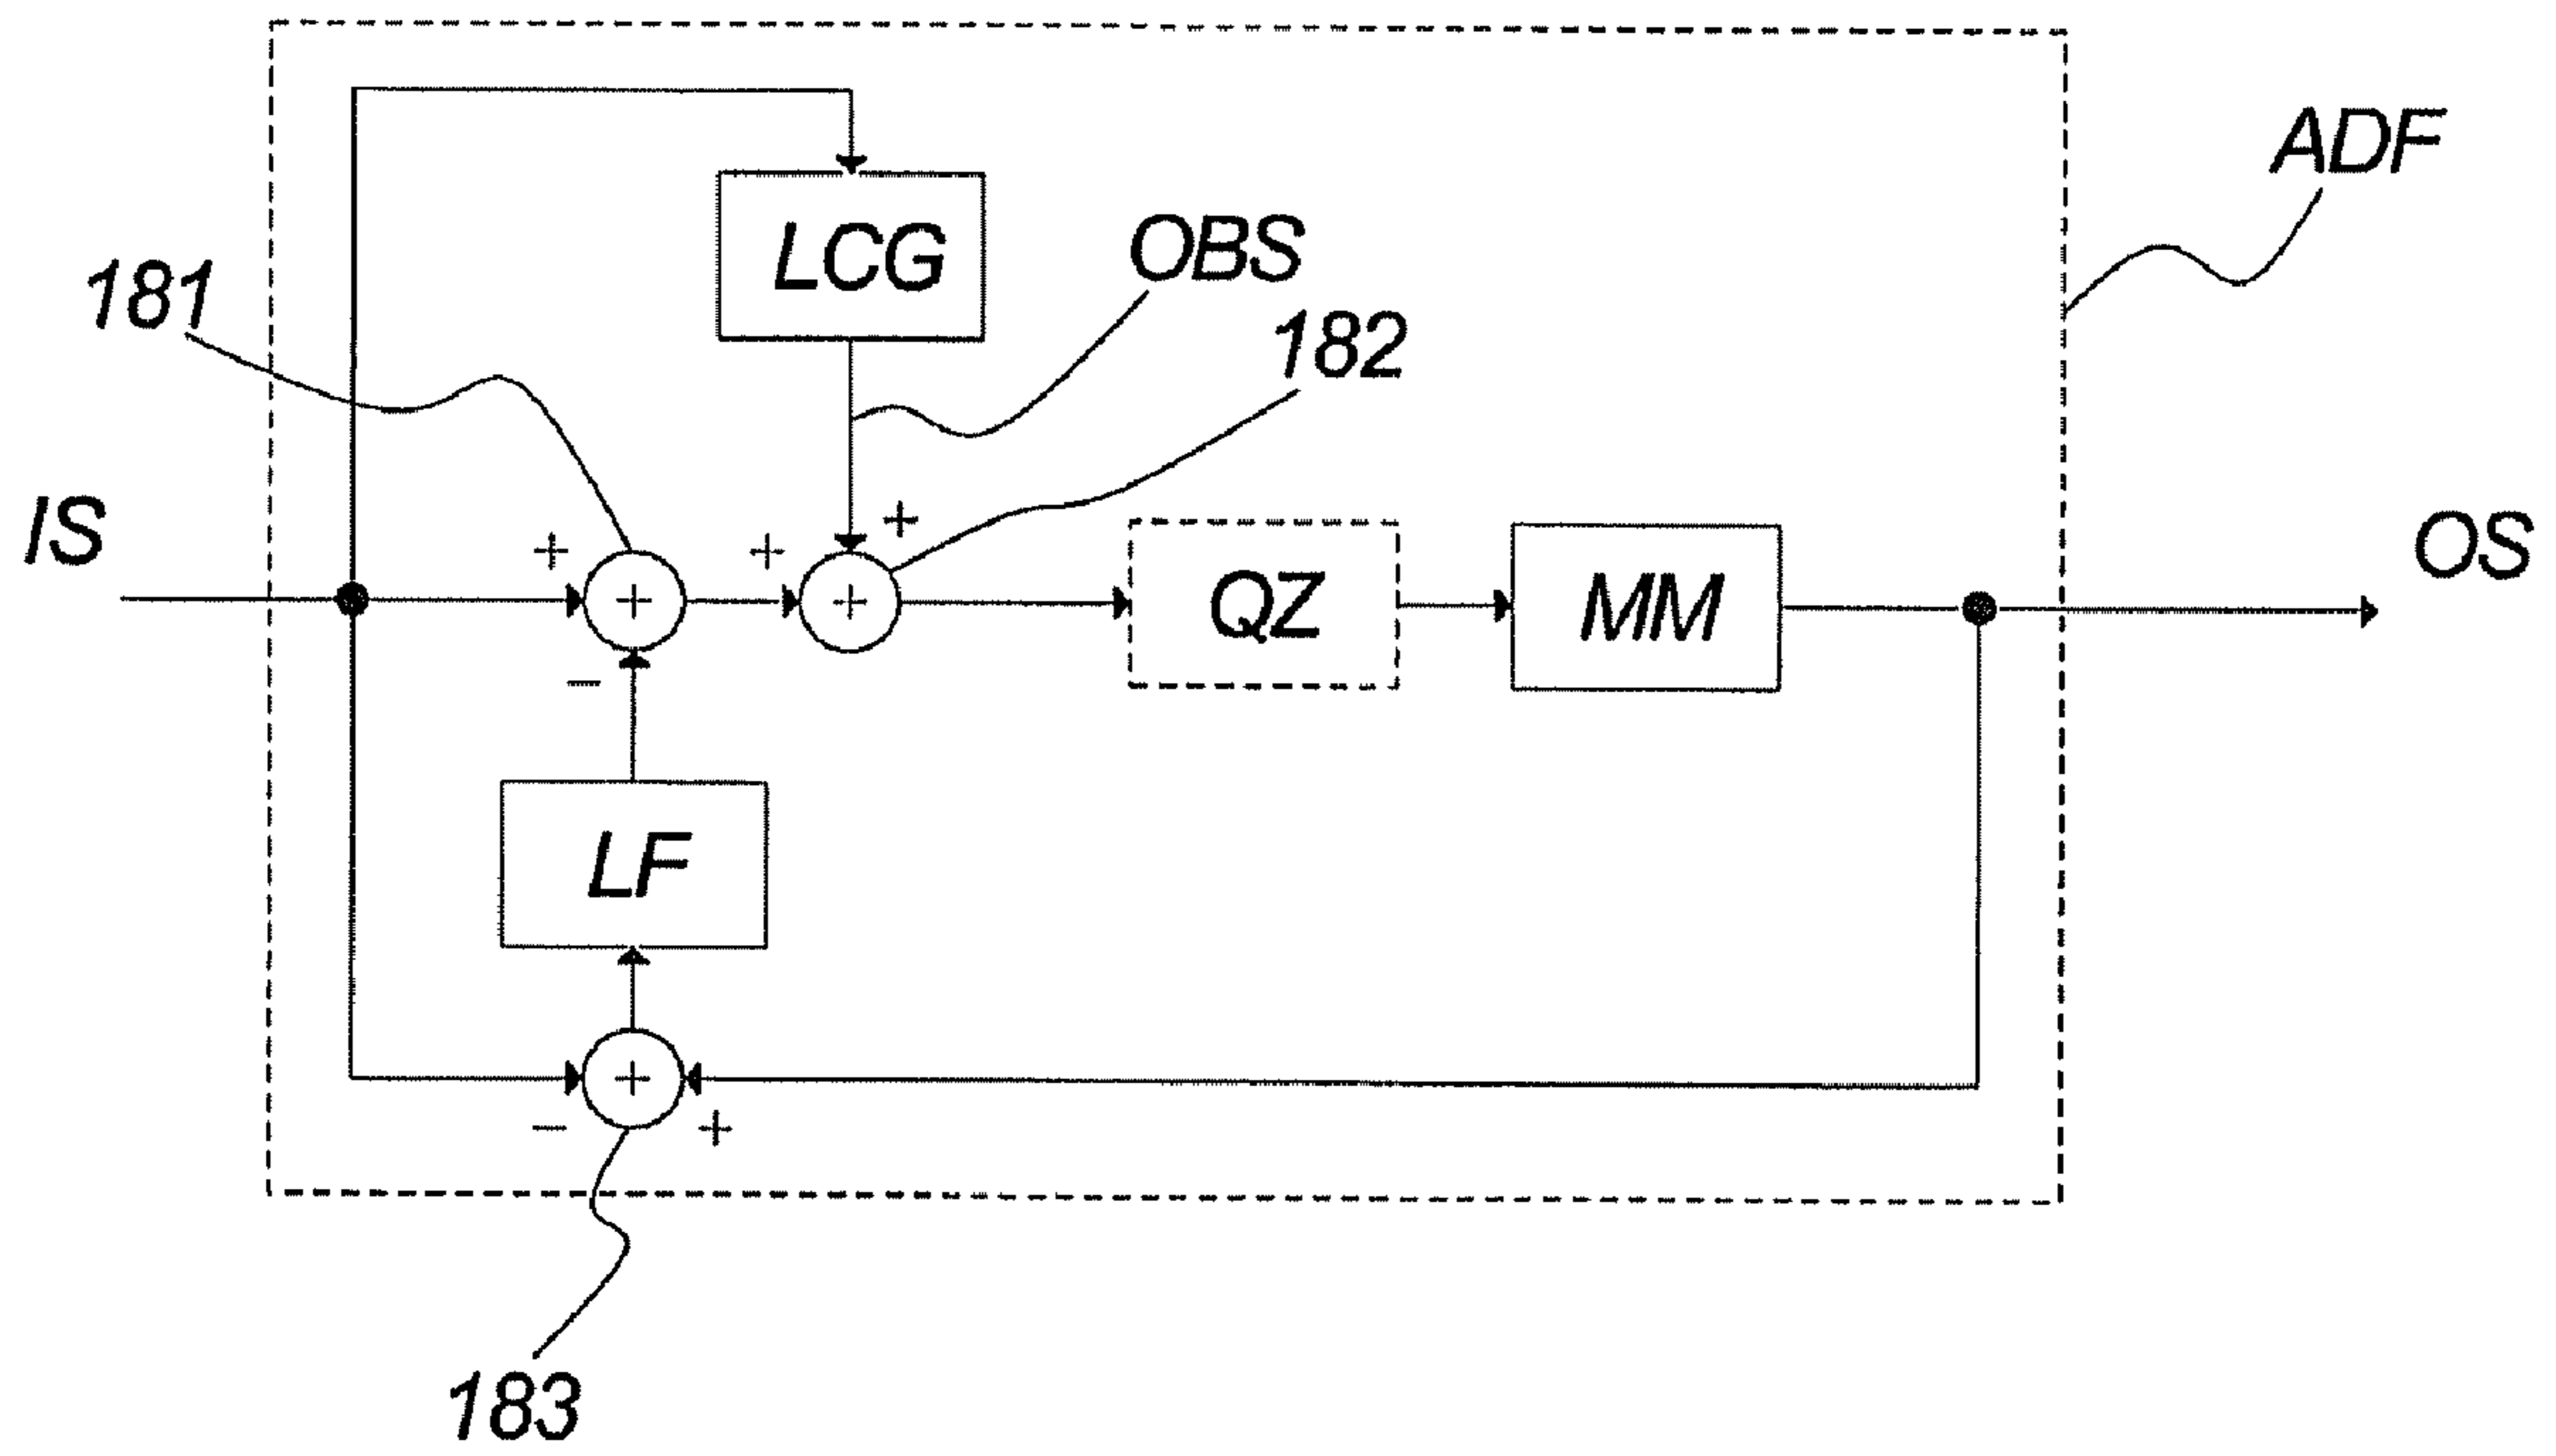 ADF
LCG
OBS
181
182
+
IS
+
+
+
+
QZ
MM
OS
−
LF
+
−
+
183